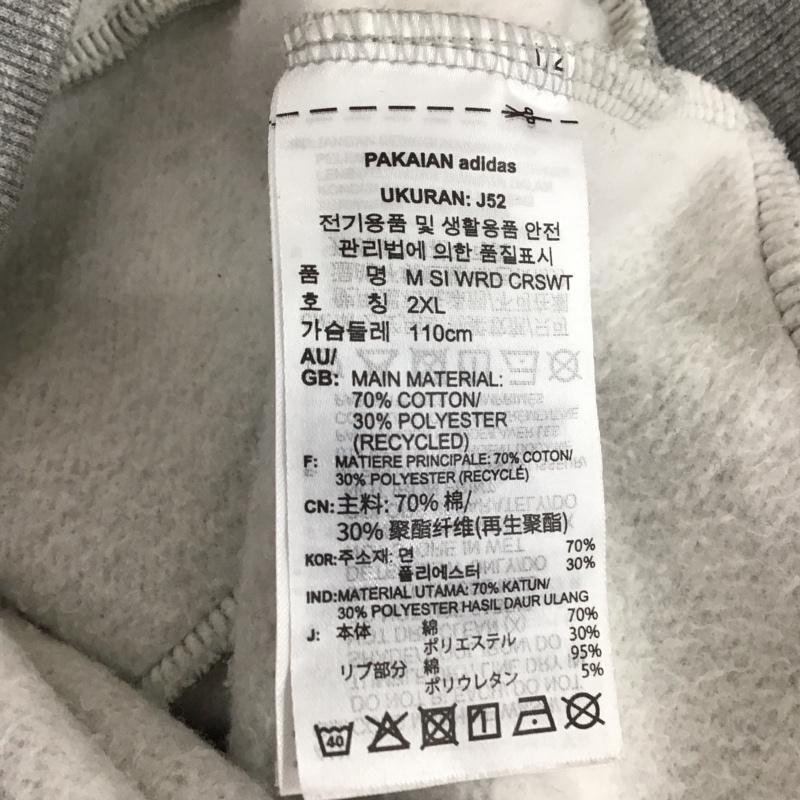 PAKAIAN adidas
UKURAN: J52
전기용품 및 생활용품 안전
관리법에 의한 품질표시
품 명 M SI WRD CRSWT
호 칭 2XL
가슴둘레 110cm
AU/
GB: MAIN MATERIAL:
70% COTTON/
30% POLYESTER
(RECYCLED)
F: MATIERE PRINCIPALE: 70% COTON/
30% POLYESTER (RECYCLÉ)
CN: 主料: 70% 棉/
30% 聚酯纤维(再生聚酯)
KOR: 주소재: 면 70%
폴리에스터 30%
IND: MATERIAL UTAMA: 70% KATUN/
30% POLYESTER HASIL DAUR ULANG
J: 本体 綿 70%
ポリエステル 30%
リブ部分 綿 95%
ポリウレタン 5%
40